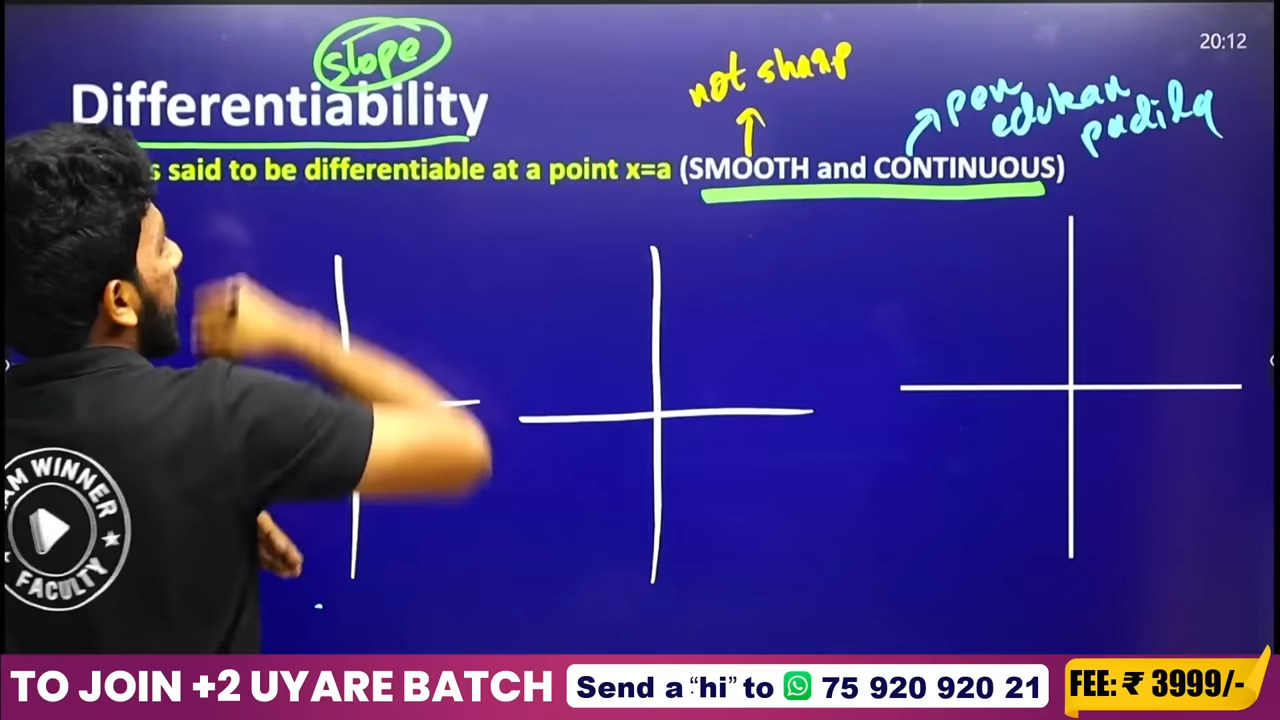 20:12
slope
not sharp
pen
edukan
padilla
Differentiability
s said to be differentiable at a point x=a (SMOOTH and CONTINUOUS)
AM WINNER
FACULTY
TO JOIN +2 UYARE BATCH
Send a “hi” to 75 920 920 21
FEE: ₹ 3999/-